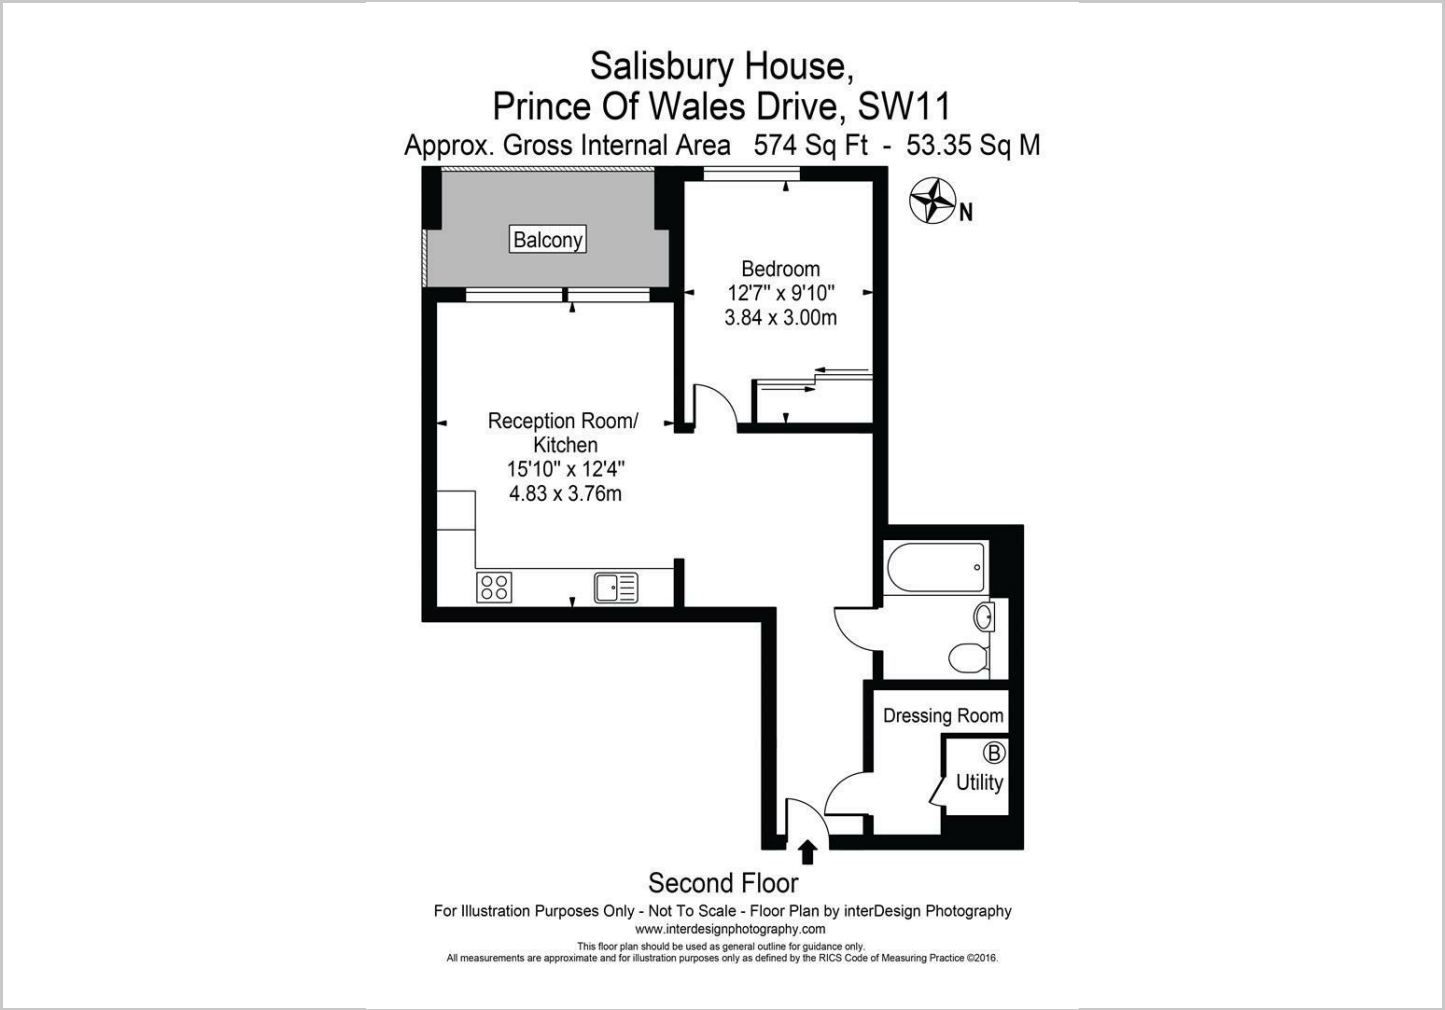 Salisbury House,
Prince Of Wales Drive, SW11
Approx. Gross Internal Area 574 Sq Ft - 53.35 Sq M
N
Balcony
Bedroom
12'7" x 9'10"
3.84 x 3.00m
Reception Room/
Kitchen
15'10" x 12'4"
4.83 x 3.76m
Dressing Room
B
Utility
Second Floor
For Illustration Purposes Only - Not To Scale - Floor Plan by interDesign Photography
www.interdesignphotography.com
This floor plan should be used as general outline for guidance only.
All measurements are approximate and for illustration purposes only as defined by the RICS Code of Measuring Practice ©2016.